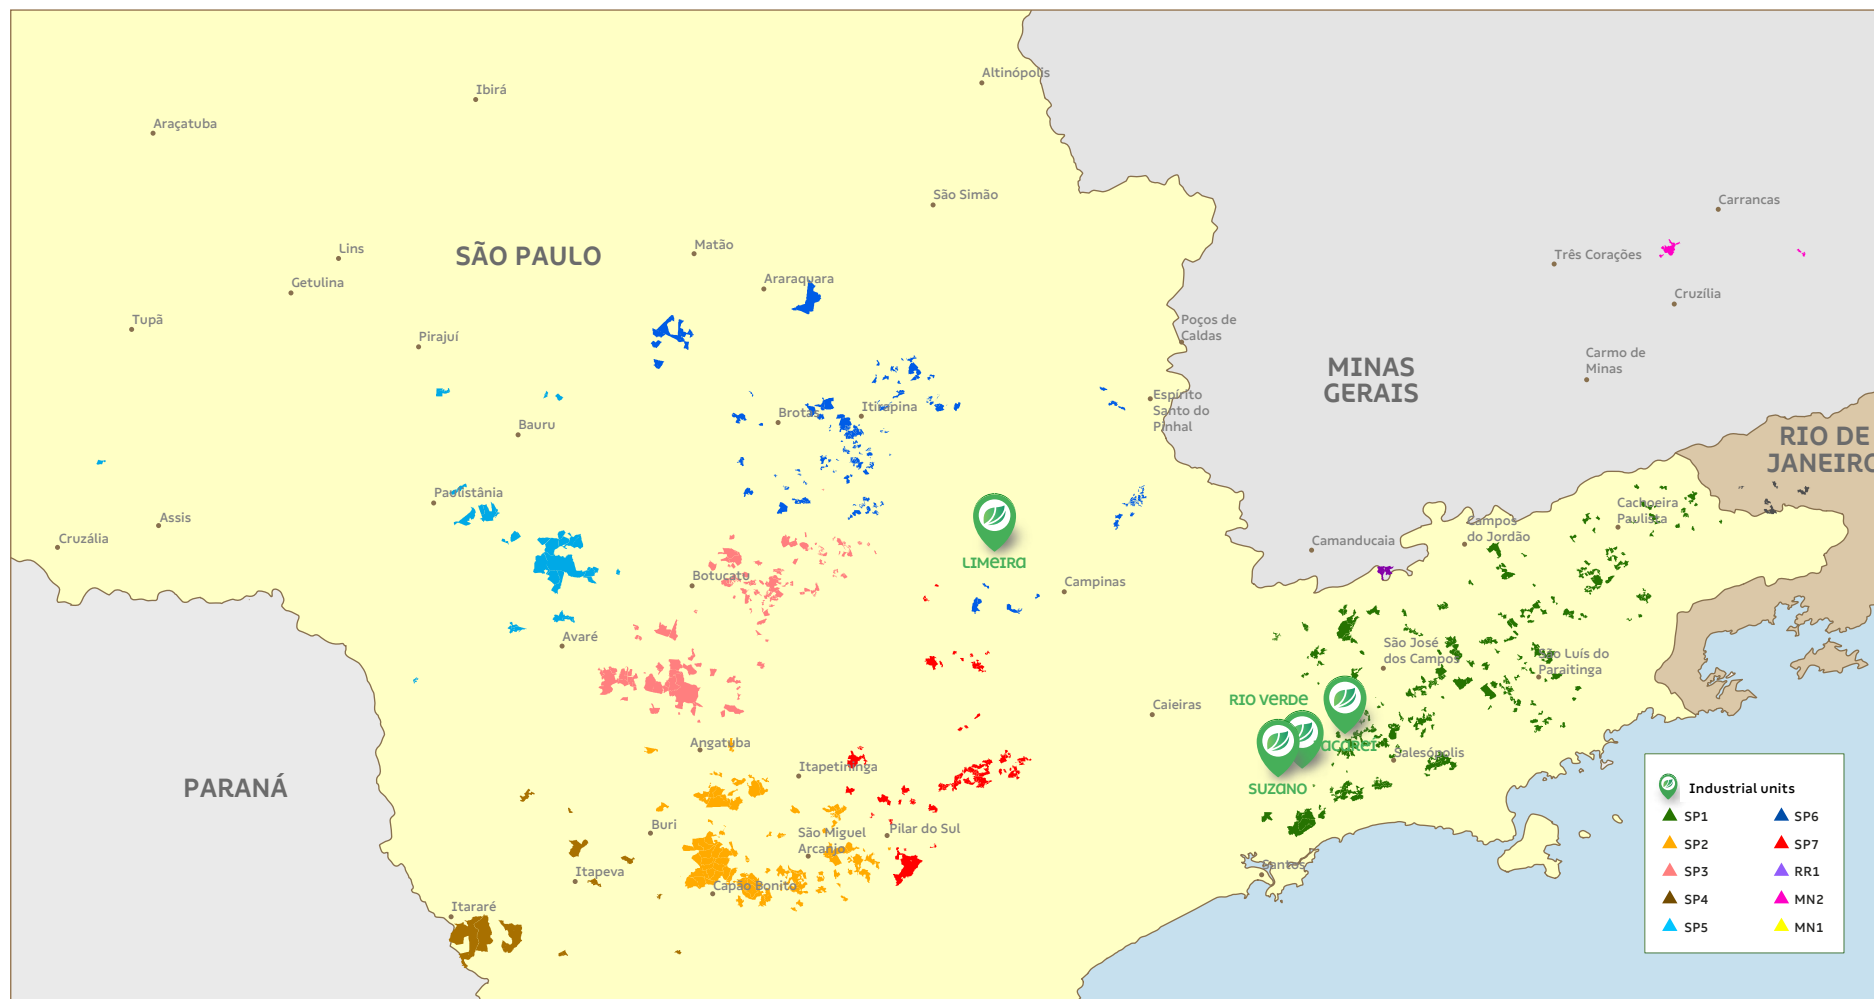 Altinópolis
Ibirá
Araçatuba
São Simão
Carrancas
Matão
Lins
SÃO PAULO
Três Corações
Getulina
Araraquara
Cruzília
Tupã
Pirajuí
Poços de
Caldas
Carmo de
Minas
MINAS
GERAIS
Espírito
Santo do
Pinhal
Brotas
Itirapina
Bauru
RIO DE
JANEIRO
Paulistânia
Assis
Cruzália
Cachoeira
Paulista
Campos
do Jordão
Camanducaia
LIMEIRA
Botucatu
Campinas
Avaré
São José
dos Campos
São Luís do
Paraitinga
RIO VERDE
Caieiras
JACAREÍ
Angatuba
Salesópolis
Itapetininga
PARANÁ
SUZANO
Buri
São Miguel
Arcanjo
Pilar do Sul
Itapeva
Capão Bonito
Santos
Itararé
Industrial units
SP1
SP6
SP2
SP7
SP3
RR1
SP4
MN2
SP5
MN1